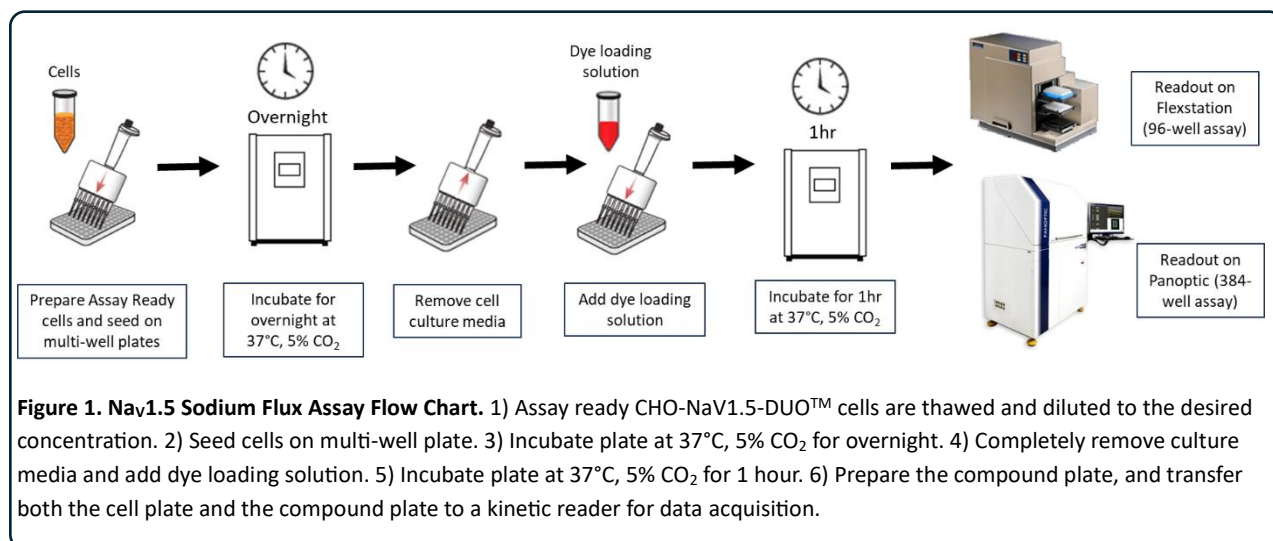 Cells
Overnight
Dye loading
solution
1hr
Readout on
Flexstation
(96-well assay)
PANOPTIC
Readout on
Panoptic (384-
well assay)
Prepare Assay Ready
cells and seed on
multi-well plates
Incubate for
overnight at
37°C, 5% CO₂
Remove cell
culture media
Add dye loading
solution
Incubate for 1hr
at 37°C, 5% CO₂
Figure 1. Naᵥ1.5 Sodium Flux Assay Flow Chart. 1) Assay ready CHO-NaV1.5-DUO™ cells are thawed and diluted to the desired
concentration. 2) Seed cells on multi-well plate. 3) Incubate plate at 37°C, 5% CO₂ for overnight. 4) Completely remove culture
media and add dye loading solution. 5) Incubate plate at 37°C, 5% CO₂ for 1 hour. 6) Prepare the compound plate, and transfer
both the cell plate and the compound plate to a kinetic reader for data acquisition.